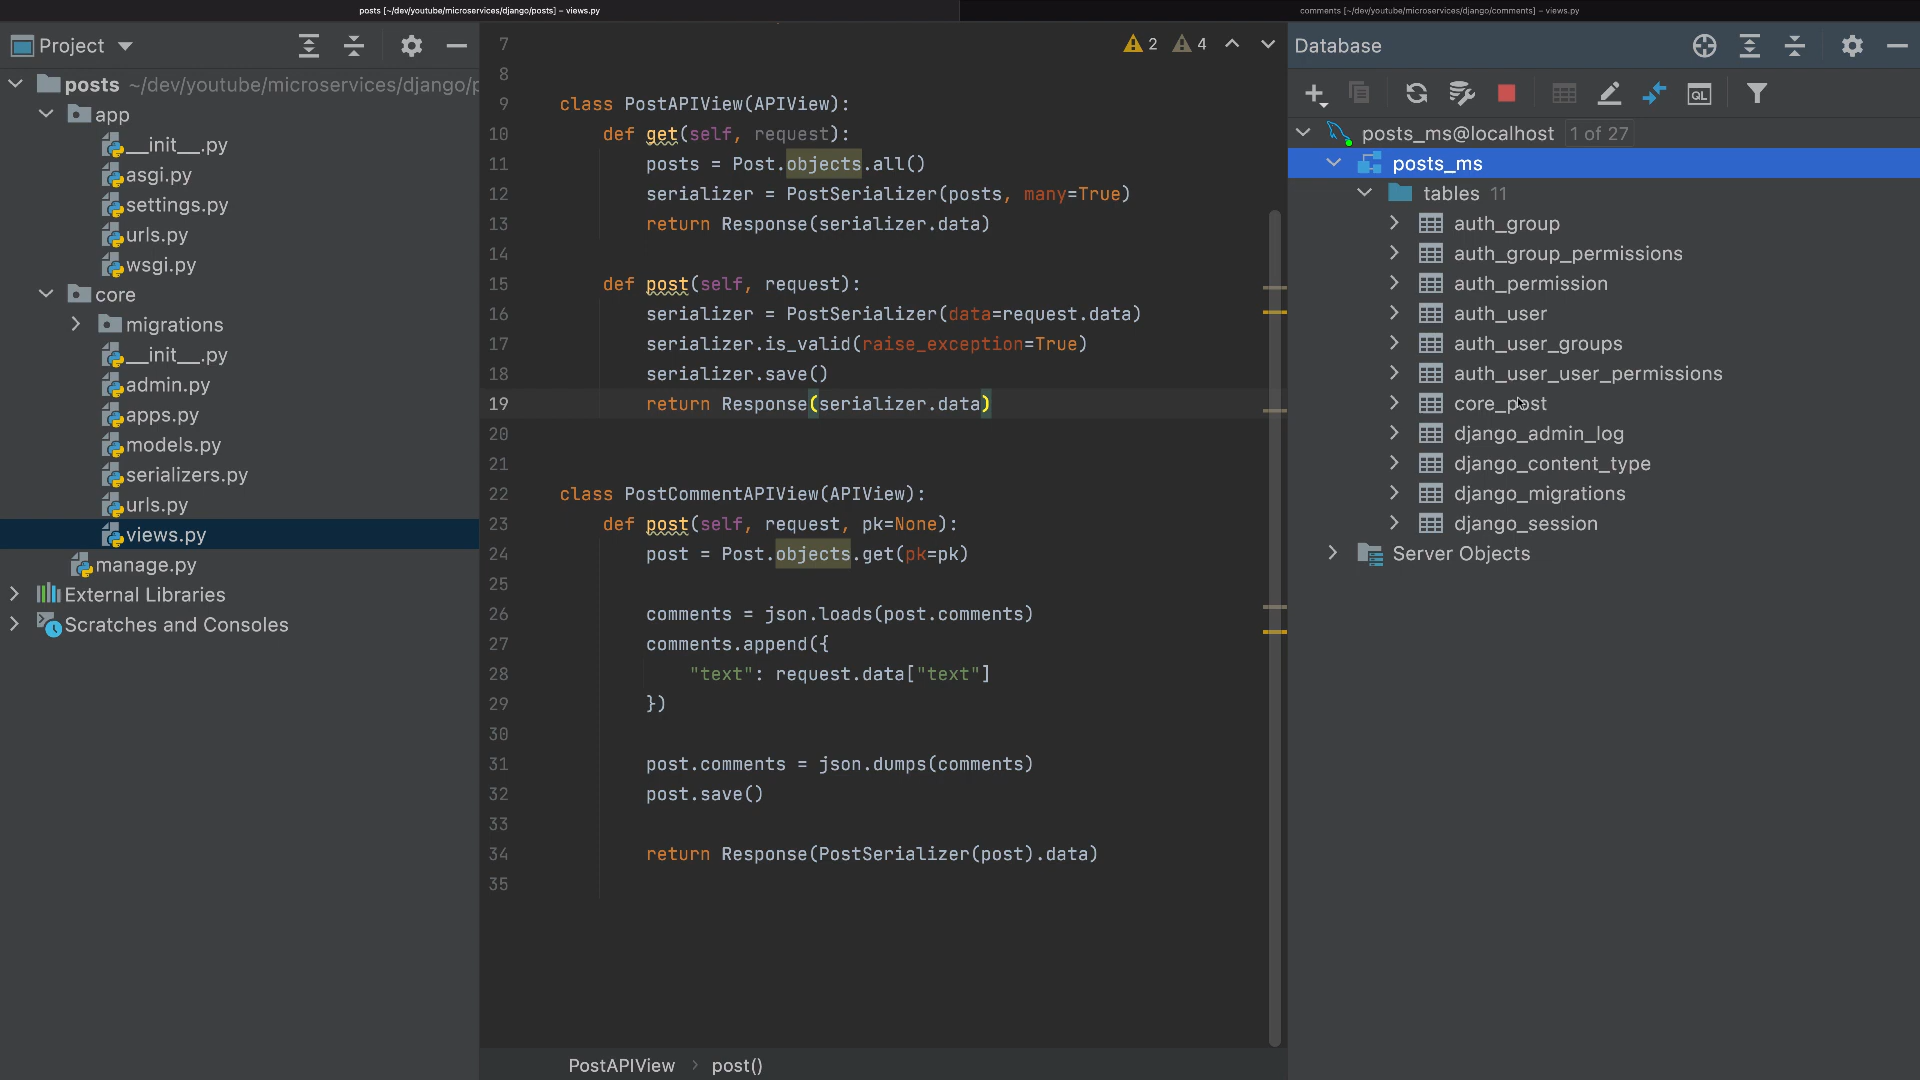 posts [~/dev/youtube/microservices/django/posts] – views.py
comments [~/dev/youtube/microservices/django/comments] – views.py
Project
posts ~/dev/youtube/microservices/django/p
app
__init__.py
asgi.py
settings.py
urls.py
wsgi.py
core
migrations
__init__.py
admin.py
apps.py
models.py
serializers.py
urls.py
views.py
manage.py
External Libraries
Scratches and Consoles
2 4
7
8
9 class PostAPIView(APIView):
10 def get(self, request):
11 posts = Post.objects.all()
12 serializer = PostSerializer(posts, many=True)
13 return Response(serializer.data)
14
15 def post(self, request):
16 serializer = PostSerializer(data=request.data)
17 serializer.is_valid(raise_exception=True)
18 serializer.save()
19 return Response(serializer.data)
20
21
22 class PostCommentAPIView(APIView):
23 def post(self, request, pk=None):
24 post = Post.objects.get(pk=pk)
25
26 comments = json.loads(post.comments)
27 comments.append({
28 "text": request.data["text"]
29 })
30
31 post.comments = json.dumps(comments)
32 post.save()
33
34 return Response(PostSerializer(post).data)
35
PostAPIView > post()
Database
QL
posts_ms@localhost 1 of 27
posts_ms
tables 11
auth_group
auth_group_permissions
auth_permission
auth_user
auth_user_groups
auth_user_user_permissions
core_post
django_admin_log
django_content_type
django_migrations
django_session
Server Objects